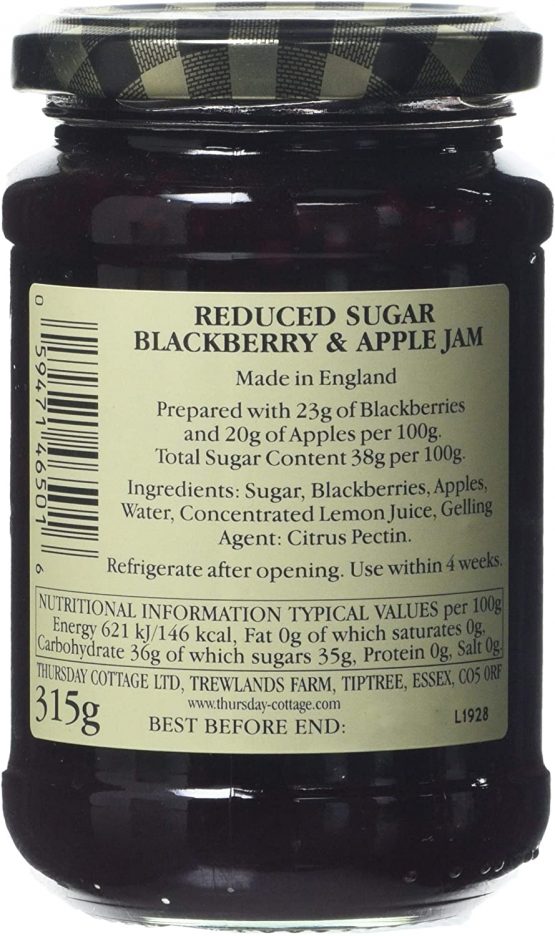 REDUCED SUGAR
BLACKBERRY & APPLE JAM
Made in England
Prepared with 23g of Blackberries
and 20g of Apples per 100g.
Total Sugar Content 38g per 100g.
Ingredients: Sugar, Blackberries, Apples,
Water, Concentrated Lemon Juice, Gelling
Agent: Citrus Pectin.
Refrigerate after opening. Use within 4 weeks.
NUTRITIONAL INFORMATION TYPICAL VALUES per 100g
Energy 621 kJ/146 kcal, Fat 0g of which saturates 0g,
Carbohydrate 36g of which sugars 35g, Protein 0g, Salt 0g.
THURSDAY COTTAGE LTD, TREWLANDS FARM, TIPTREE, ESSEX, CO5 0RF
www.thursday-cottage.com
315g
BEST BEFORE END:
L1928
0 59471 46501 6